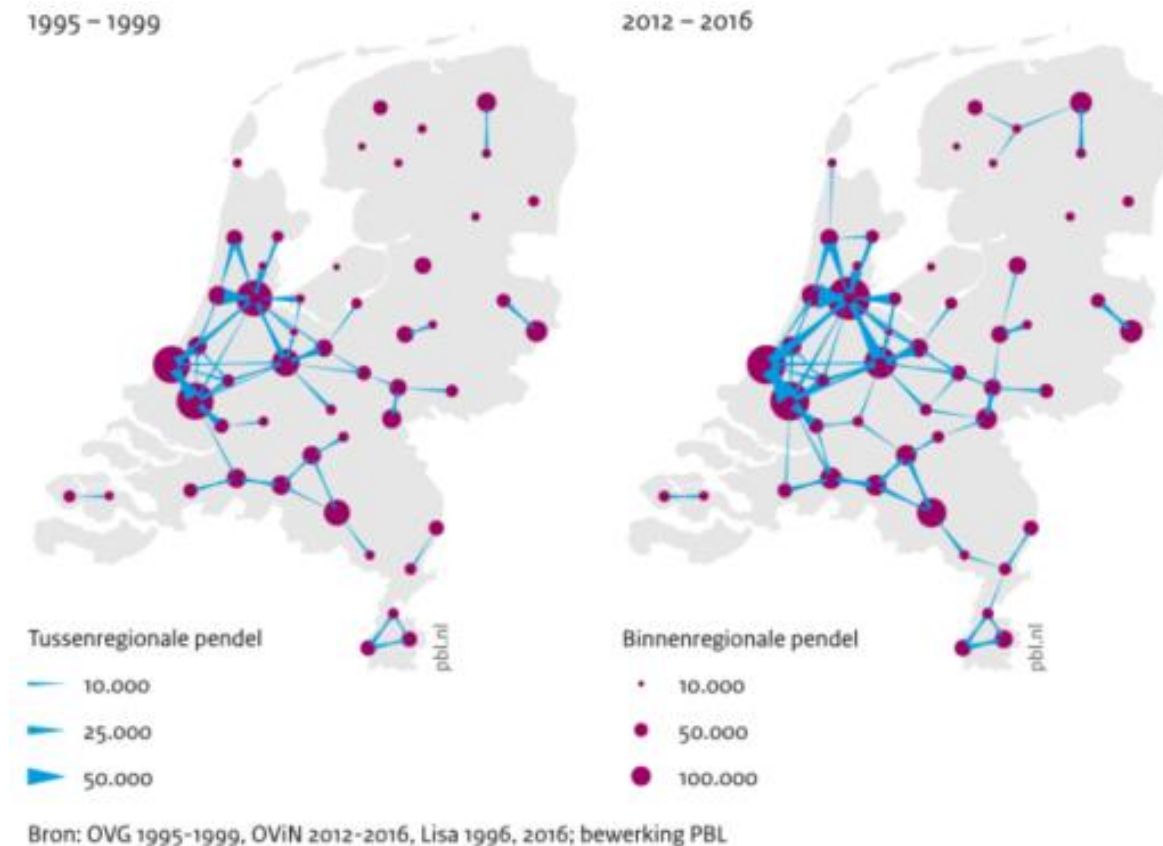 1995 – 1999
2012 – 2016
Tussenregionale pendel
10.000
25.000
50.000
pbl.nl
Binnenregionale pendel
10.000
50.000
100.000
pbl.nl
Bron: OVG 1995-1999, OViN 2012-2016, Lisa 1996, 2016; bewerking PBL